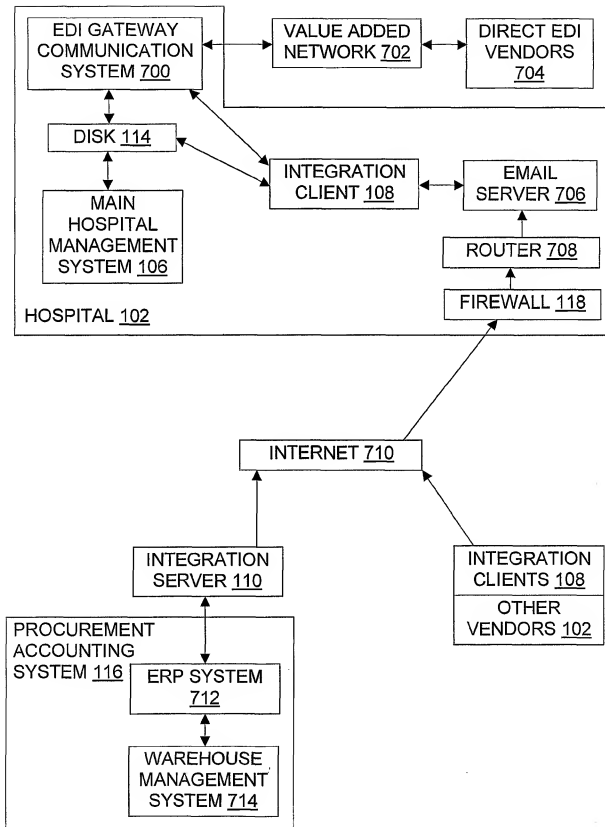 EDI GATEWAY
COMMUNICATION
SYSTEM 700
VALUE ADDED
NETWORK 702
DIRECT EDI
VENDORS
704
DISK 114
INTEGRATION
CLIENT 108
EMAIL
SERVER 706
MAIN
HOSPITAL
MANAGEMENT
SYSTEM 106
ROUTER 708
FIREWALL 118
HOSPITAL 102
INTERNET 710
INTEGRATION
SERVER 110
INTEGRATION
CLIENTS 108
OTHER
VENDORS 102
PROCUREMENT
ACCOUNTING
SYSTEM 116
ERP SYSTEM
712
WAREHOUSE
MANAGEMENT
SYSTEM 714